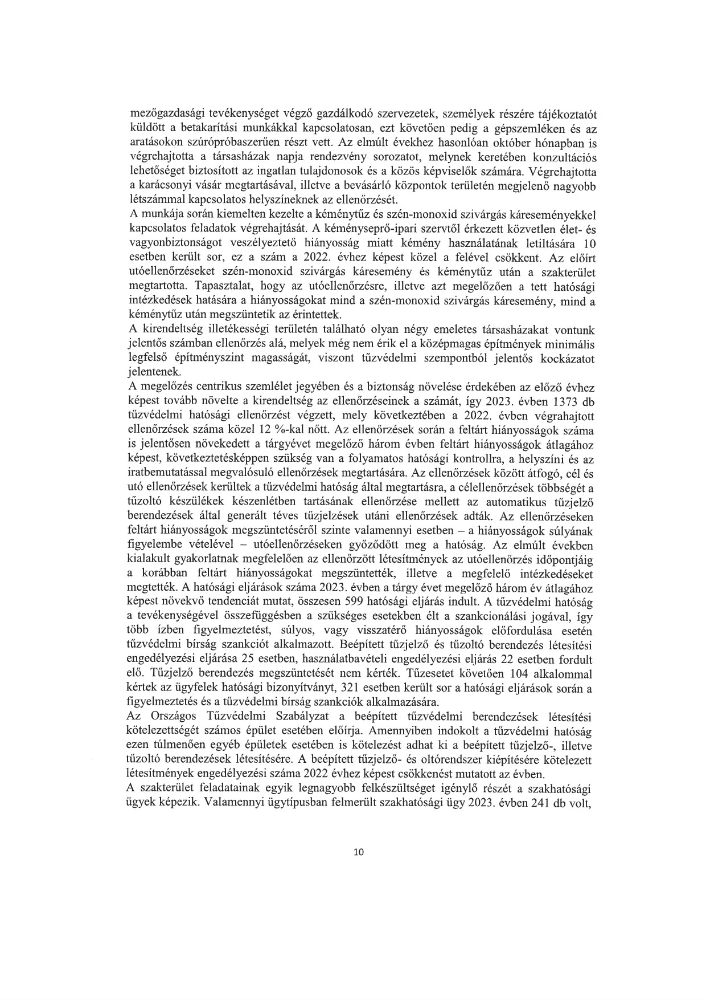 mezőgazdasági tevékenységet végző gazdálkodó szervezetek, személyek részére tájékoztatót
küldött a betakarítási munkákkal kapcsolatosan, ezt követően pedig a gépszemléken és az
aratásokon szúrópróbaszerűen részt vett. Az elmúlt évekhez hasonlóan október hónapban is
végrehajtotta a társasházak napja rendezvény sorozatot, melynek keretében konzultációs
lehetőséget biztosított az ingatlan tulajdonosok és a közös képviselők számára. Végrehajtotta
a karácsonyi vásár megtartásával, illetve a bevásárló központok területén megjelenő nagyobb
létszámmal kapcsolatos helyszíneknek az ellenőrzését.
A munkája során kiemelten kezelte a kéménytűz és szén-monoxid szivárgás káreseményekkel
kapcsolatos feladatok végrehajtását. A kéményseprő-ipari szervtől érkezett közvetlen élet- és
vagyonbiztonságot veszélyeztető hiányosság miatt kémény használatának letiltására 10
esetben került sor, ez a szám a 2022. évhez képest közel a felével csökkent. Az előírt
utóellenőrzéseket szén-monoxid szivárgás káresemény és kéménytűz után a szakterület
megtartotta. Tapasztalat, hogy az utóellenőrzésre, illetve azt megelőzően a tett hatósági
intézkedések hatására a hiányosságokat mind a szén-monoxid szivárgás káresemény, mind a
kéménytűz után megszüntetik az érintettek.
A kirendeltség illetékességi területén található olyan négy emeletes társasházakat vontunk
jelentős számban ellenőrzés alá, melyek még nem érik el a középmagas építmények minimális
legfelső építményszint magasságát, viszont tűzvédelmi szempontból jelentős kockázatot
jelentenek.
A megelőzés centrikus szemlélet jegyében és a biztonság növelése érdekében az előző évhez
képest tovább növelte a kirendeltség az ellenőrzéseinek a számát, így 2023. évben 1373 db
tűzvédelmi hatósági ellenőrzést végzett, mely következtében a 2022. évben végrahajtott
ellenőrzések száma közel 12 %-kal nőtt. Az ellenőrzések során a feltárt hiányosságok száma
is jelentősen növekedett a tárgyévet megelőző három évben feltárt hiányosságok átlagához
képest, következtetésképpen szükség van a folyamatos hatósági kontrollra, a helyszíni és az
iratbemutatással megvalósuló ellenőrzések megtartására. Az ellenőrzések között átfogó, cél és
utó ellenőrzések kerültek a tűzvédelmi hatóság által megtartásra, a célellenőrzések többségét a
tűzoltó készülékek készenlétben tartásának ellenőrzése mellett az automatikus tűzjelző
berendezések által generált téves tűzjelzések utáni ellenőrzések adták. Az ellenőrzéseken
feltárt hiányosságok megszüntetéséről szinte valamennyi esetben – a hiányosságok súlyának
figyelembe vételével – utóellenőrzéseken győződött meg a hatóság. Az elmúlt években
kialakult gyakorlatnak megfelelően az ellenőrzött létesítmények az utóellenőrzés időpontjáig
a korábban feltárt hiányosságokat megszüntették, illetve a megfelelő intézkedéseket
megtették. A hatósági eljárások száma 2023. évben a tárgy évet megelőző három év átlagához
képest növekvő tendenciát mutat, összesen 599 hatósági eljárás indult. A tűzvédelmi hatóság
a tevékenységével összefüggésben a szükséges esetekben élt a szankcionálási jogával, így
több ízben figyelmeztetést, súlyos, vagy visszatérő hiányosságok előfordulása esetén
tűzvédelmi bírság szankciót alkalmazott. Beépített tűzjelző és tűzoltó berendezés létesítési
engedélyezési eljárása 25 esetben, használatbavételi engedélyezési eljárás 22 esetben fordult
elő. Tűzjelző berendezés megszüntetését nem kérték. Tűzesetet követően 104 alkalommal
kértek az ügyfelek hatósági bizonyítványt, 321 esetben került sor a hatósági eljárások során a
figyelmeztetés és a tűzvédelmi bírság szankciók alkalmazására.
Az Országos Tűzvédelmi Szabályzat a beépített tűzvédelmi berendezések létesítési
kötelezettségét számos épület esetében előírja. Amennyiben indokolt a tűzvédelmi hatóság
ezen túlmenően egyéb épületek esetében is kötelezést adhat ki a beépített tűzjelző-, illetve
tűzoltó berendezések létesítésére. A beépített tűzjelző- és oltórendszer kiépítésére kötelezett
létesítmények engedélyezési száma 2022 évhez képest csökkenést mutatott az évben.
A szakterület feladatainak egyik legnagyobb felkészültséget igénylő részét a szakhatósági
ügyek képezik. Valamennyi ügytípusban felmerült szakhatósági ügy 2023. évben 241 db volt,
10